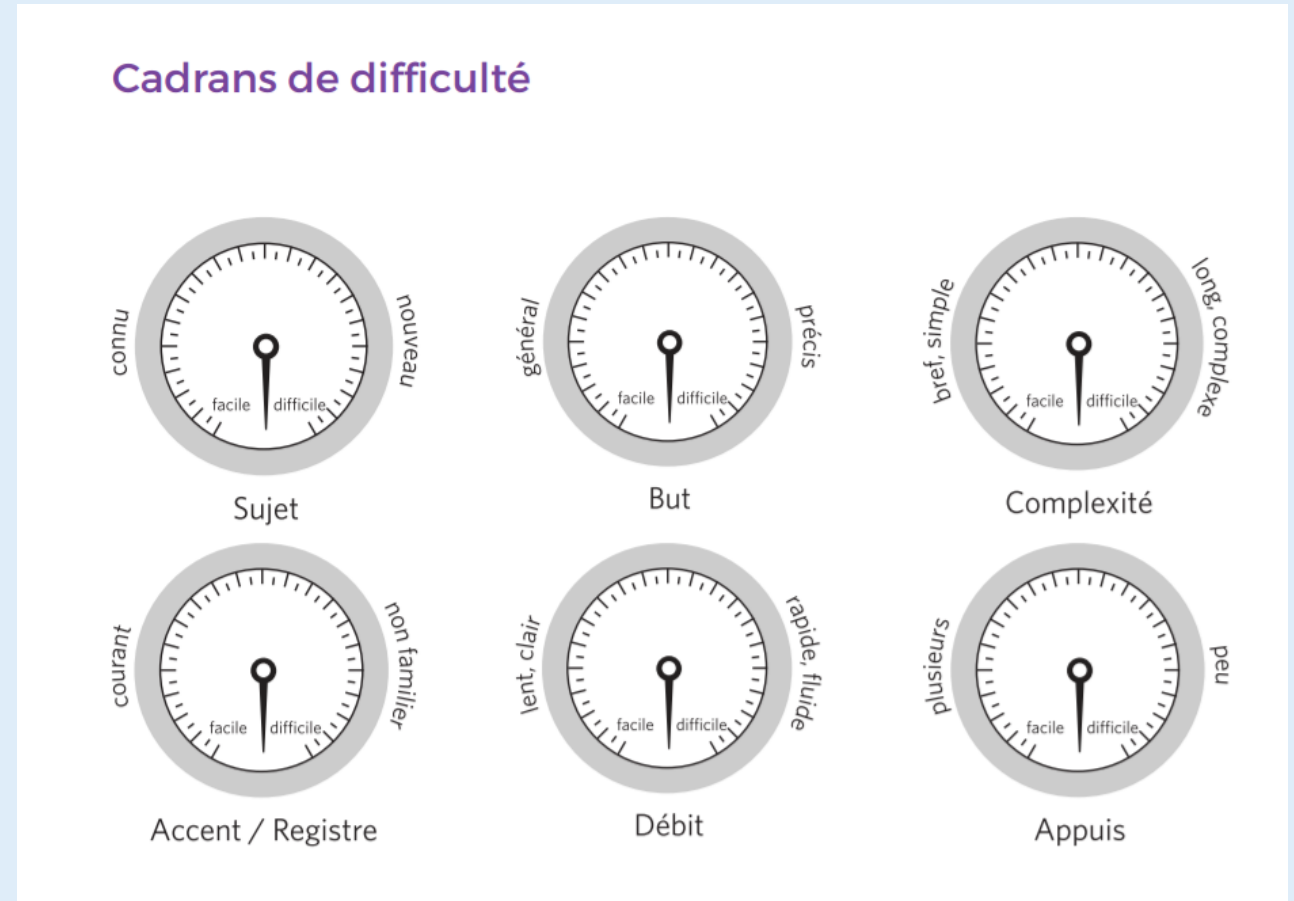 Cadrans de difficulté
connu
facile difficile
nouveau
Sujet
général
facile difficile
précis
But
bref, simple
facile difficile
long, complexe
Complexité
courant
facile difficile
non familier
Accent / Registre
lent, clair
facile difficile
rapide, fluide
Débit
plusieurs
facile difficile
peu
Appuis